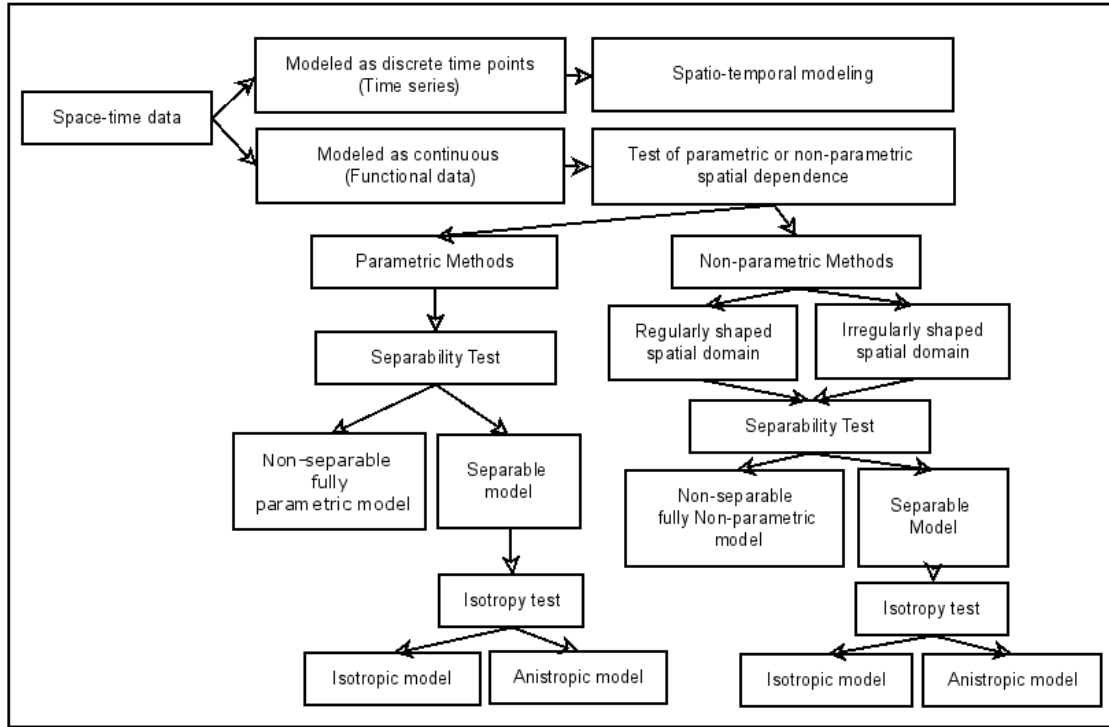 Modeled as discrete time points
(Time series)
Spatio-temporal modeling
Space-time data
Modeled as continuous
(Functional data)
Test of parametric or non-parametric
spatial dependence
Parametric Methods
Non-parametric Methods
Regularly shaped
spatial domain
Irregularly shaped
spatial domain
Separability Test
Separability Test
Non-separable
fully
parametric model
Separable
model
Non-separable
fully Non-parametric
model
Separable
Model
Isotropy test
Isotropy test
Isotropic model
Anistropic model
Isotropic model
Anistropic model